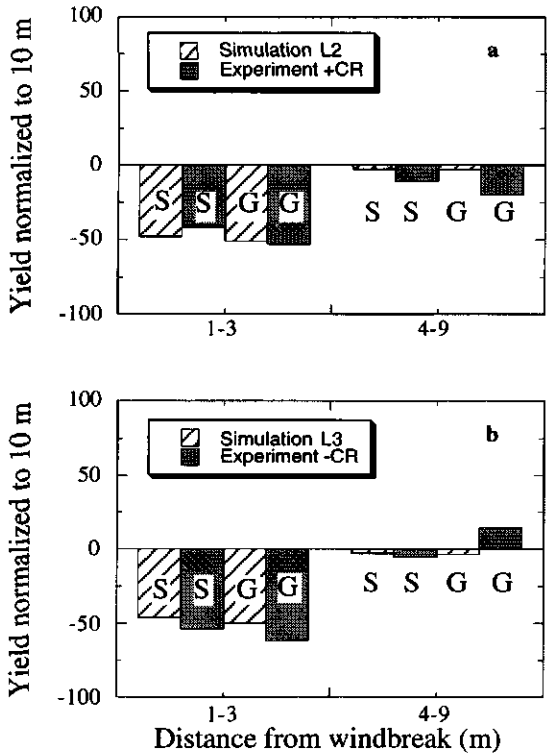 100
Simulation L2
a
Experiment +CR
50
0
S S G G
S S G G
-50
-100
1-3 4-9
Yield normalized to 10 m
100
Simulation L3
b
Experiment -CR
50
0
S S G G
S S G G
-50
-100
1-3 4-9
Yield normalized to 10 m
Distance from windbreak (m)